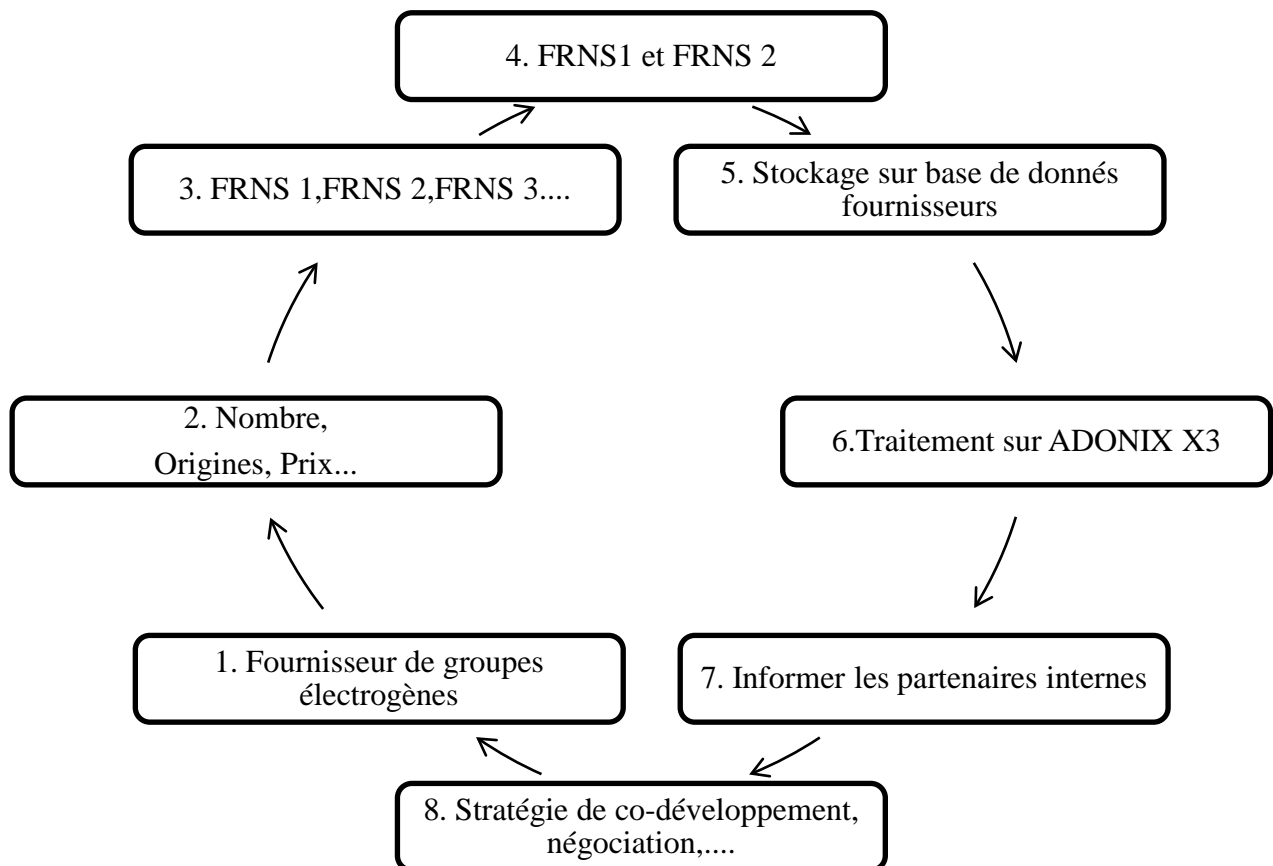 4. FRNS1 et FRNS 2
3. FRNS 1,FRNS 2,FRNS 3....
5. Stockage sur base de donnés
fournisseurs
2. Nombre,
Origines, Prix...
6.Traitement sur ADONIX X3
1. Fournisseur de groupes
électrogènes
7. Informer les partenaires internes
8. Stratégie de co-développement,
négociation,....